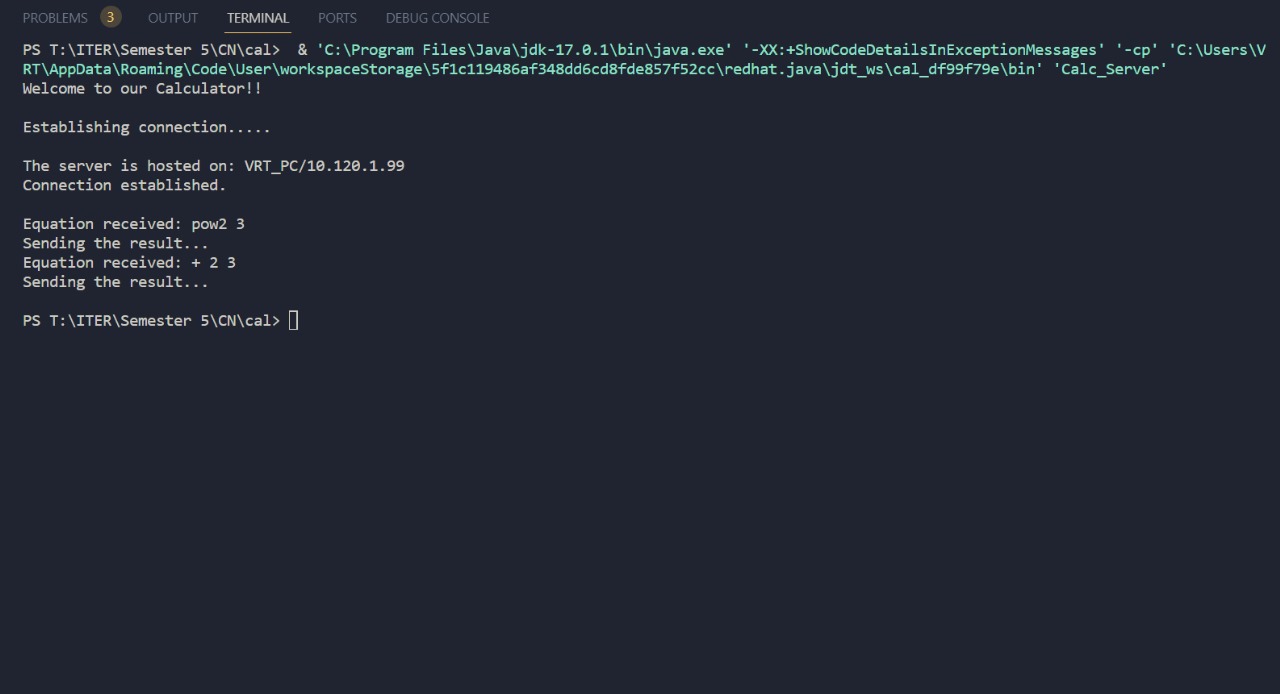 PROBLEMS 3 OUTPUT TERMINAL PORTS DEBUG CONSOLE
PS T:\ITER\Semester 5\CN\cal>  & 'C:\Program Files\Java\jdk-17.0.1\bin\java.exe' '-XX:+ShowCodeDetailsInExceptionMessages' '-cp' 'C:\Users\V
RT\AppData\Roaming\Code\User\workspaceStorage\5f1c119486af348dd6cd8fde857f52cc\redhat.java\jdt_ws\cal_df99f79e\bin' 'Calc_Server'
Welcome to our Calculator!!
Establishing connection.....
The server is hosted on: VRT_PC/10.120.1.99
Connection established.
Equation received: pow2 3
Sending the result...
Equation received: + 2 3
Sending the result...
PS T:\ITER\Semester 5\CN\cal>